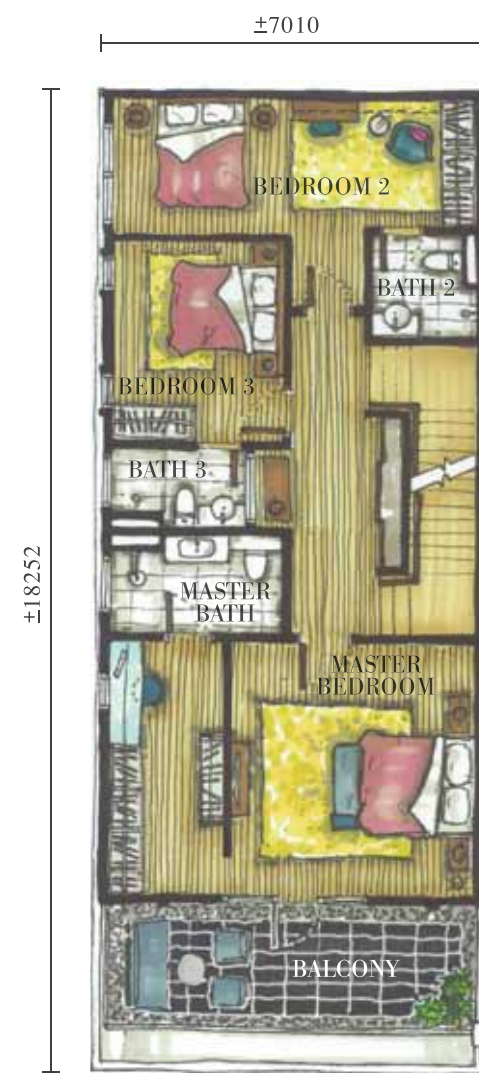 ±7010
BEDROOM 2
BATH 2
BEDROOM 3
BATH 3
±18252
MASTER
BATH
MASTER
BEDROOM
BALCONY